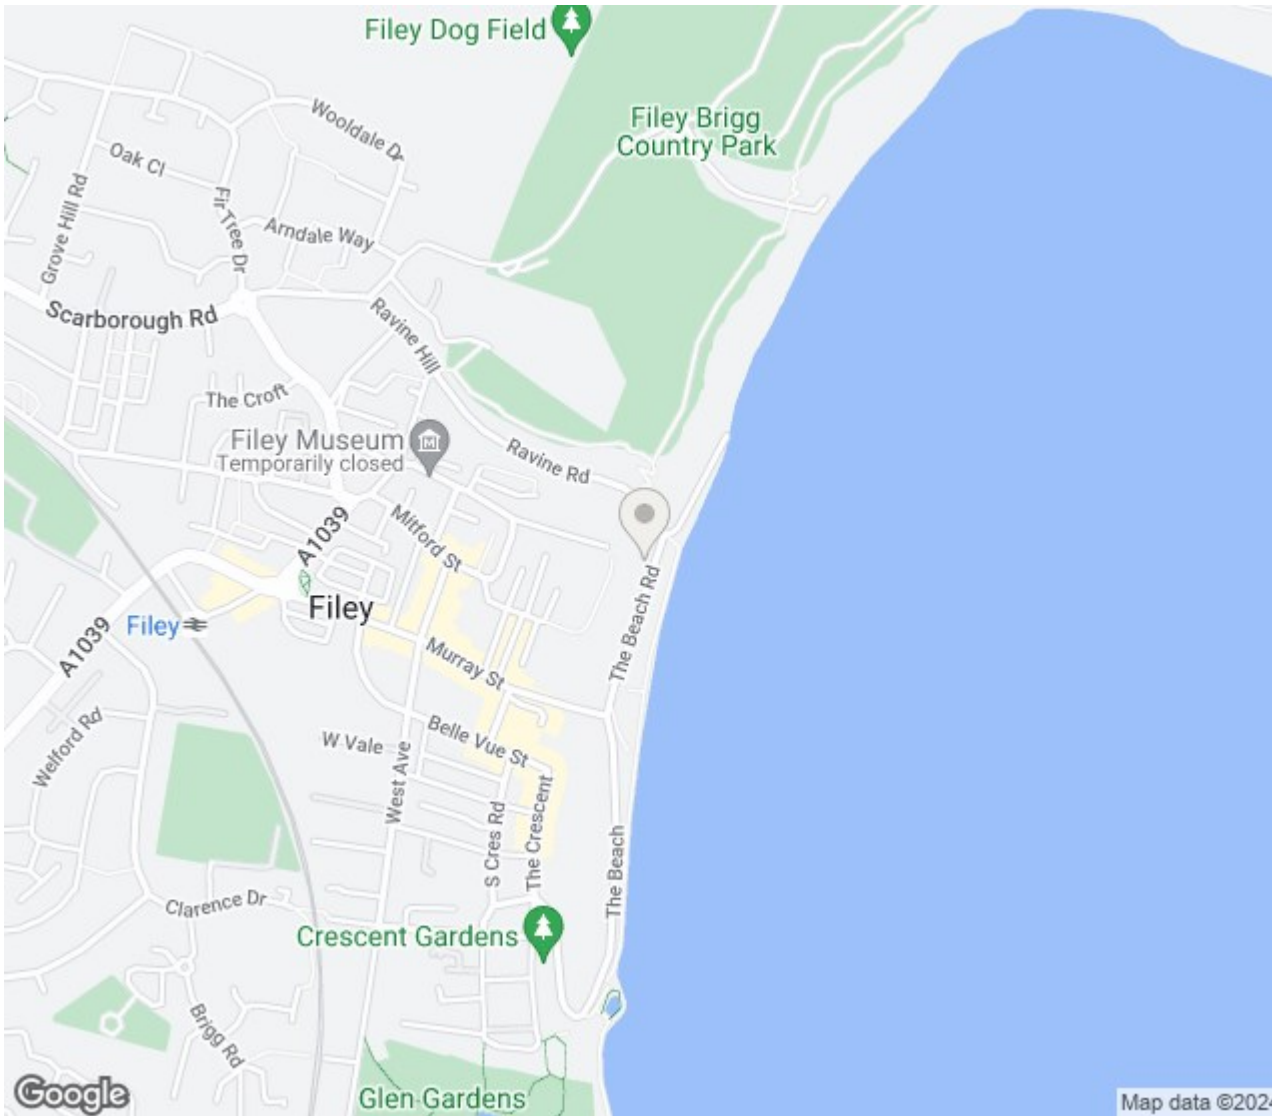 Filey Dog Field
Filey Brigg
Country Park
Wooldale Dr
Oak Cl
Grove Hill Rd
Fir Tree Dr
Arndale Way
Scarborough Rd
Ravine Hill
The Croft
Filey Museum
Temporarily closed
Ravine Rd
A1039
Mitford St
The Beach Rd
Filey
Filey
A1039
Murray St
Welford Rd
W Vale
Belle Vue St
West Ave
S Cres Rd
The Crescent
The Beach
Clarence Dr
Crescent Gardens
Brigg Rd
Glen Gardens
Google
Map data ©2024